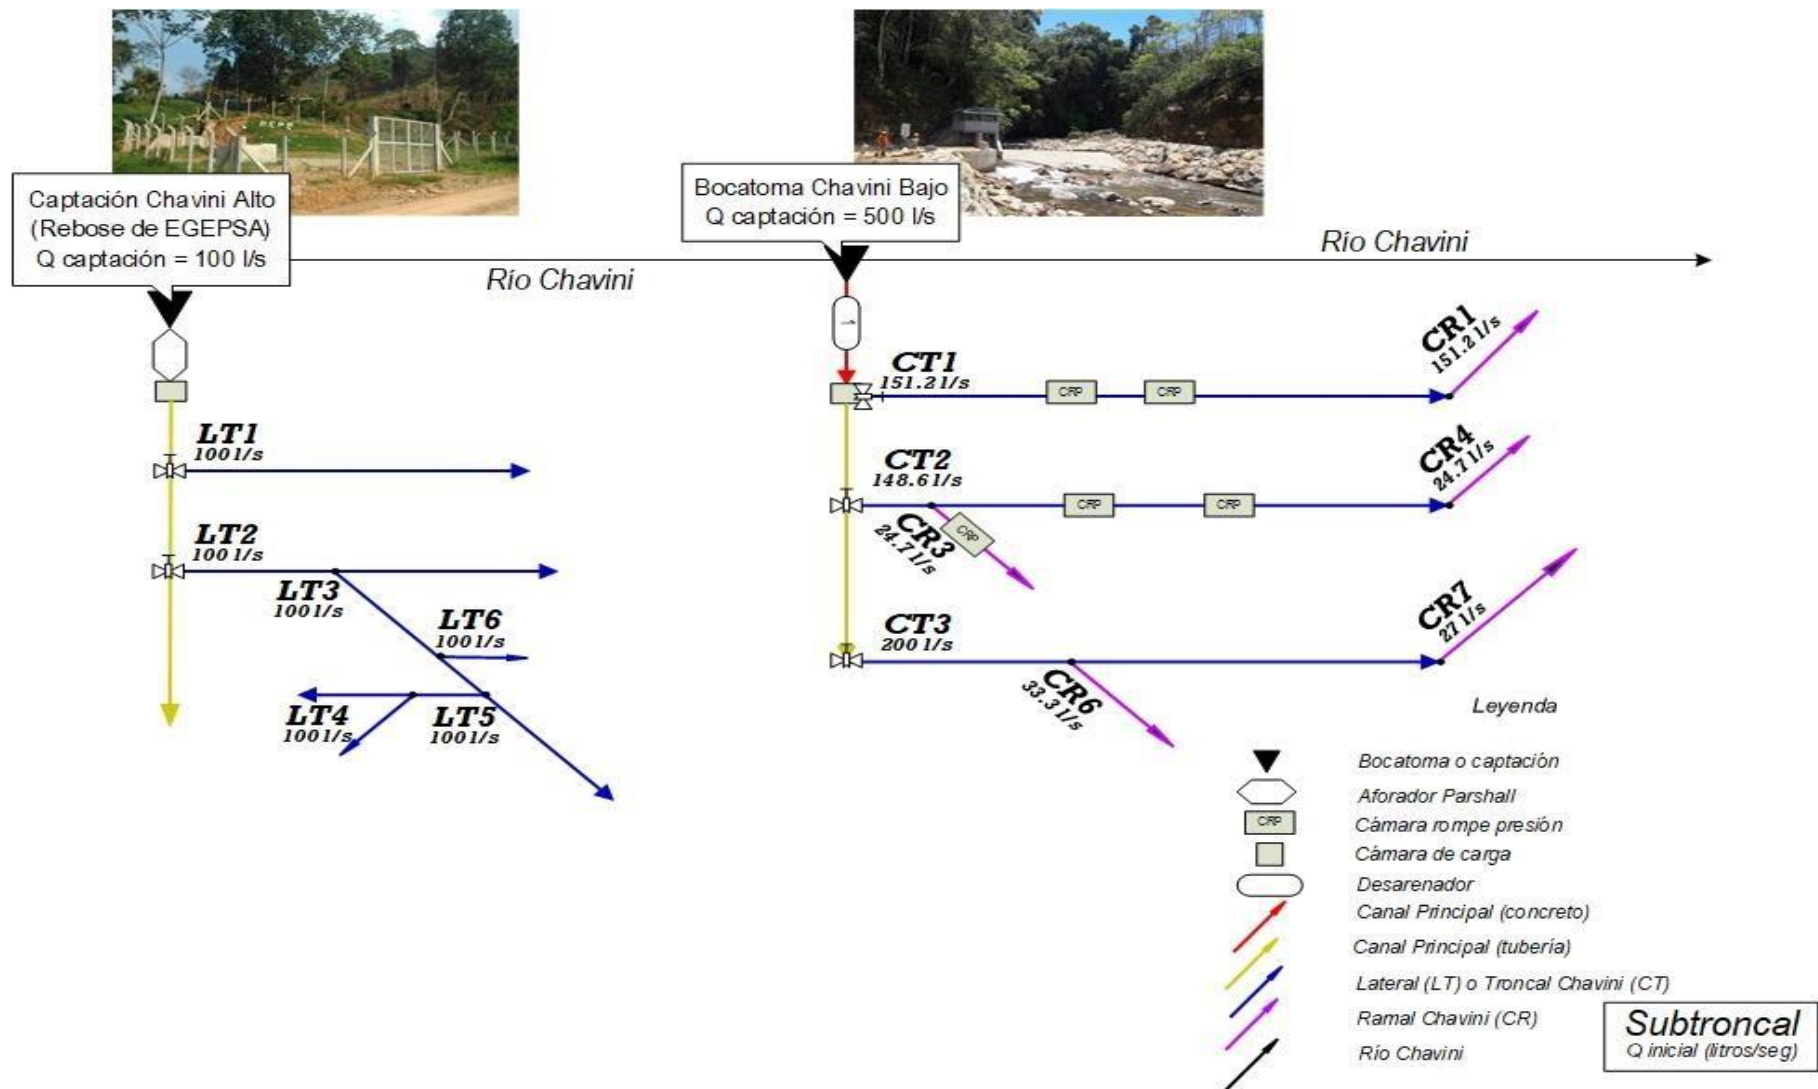 Captación Chavini Alto
(Rebose de EGEPSA)
Q captación = 100 l/s
Bocatoma Chavini Bajo
Q captación = 500 l/s
Río Chavini
Río Chavini
LT1
100 l/s
LT2
100 l/s
LT3
100 l/s
LT6
100 l/s
LT4
100 l/s
LT5
100 l/s
1
CT1
151.2 l/s
CRP
CRP
CR1
151.2 l/s
CT2
148.6 l/s
CRP
CRP
CR4
24.7 l/s
CR3
24.7 l/s
CRP
CT3
200 l/s
CR7
27 l/s
CR6
33.3 l/s
Leyenda
Bocatoma o captación
Aforador Parshall
CRP
Cámara rompe presión
Cámara de carga
Desarenador
Canal Principal (concreto)
Canal Principal (tubería)
Lateral (LT) o Troncal Chavini (CT)
Ramal Chavini (CR)
Río Chavini
Subtroncal
Q inicial (litros/seg)